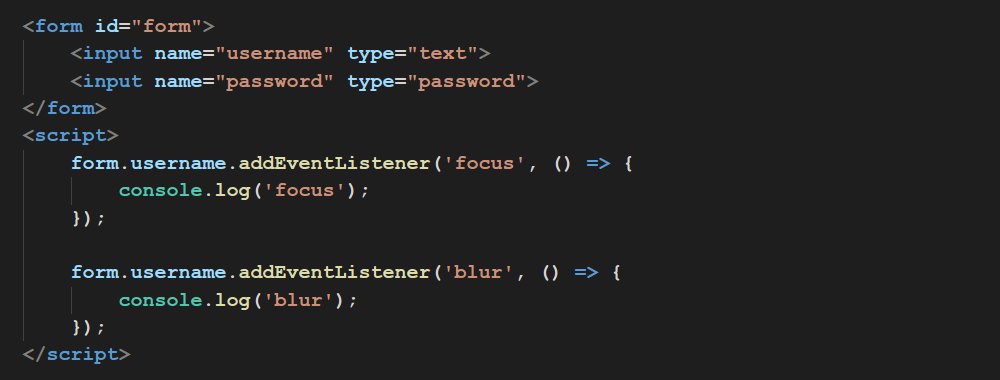 <form id="form">
    <input name="username" type="text">
    <input name="password" type="password">
</form>
<script>
    form.username.addEventListener('focus', () => {
        console.log('focus');
    });

    form.username.addEventListener('blur', () => {
        console.log('blur');
    });
</script>